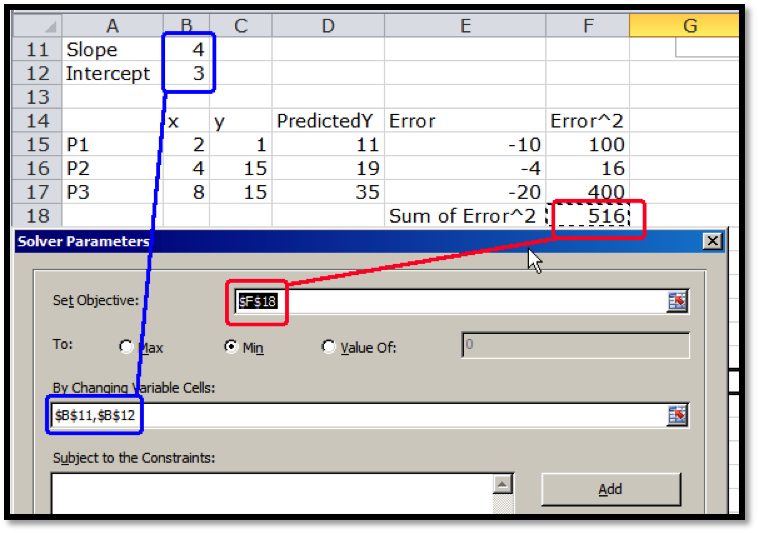 A B C D E F G
11 Slope 4
12 Intercept 3
13
14 x y PredictedY Error Error^2
15 P1 2 1 11 -10 100
16 P2 4 15 19 -4 16
17 P3 8 15 35 -20 400
18 Sum of Error^2 516
Solver Parameters
Set Objective: $F$18
To: Max Min Value Of: 0
By Changing Variable Cells:
$B$11,$B$12
Subject to the Constraints:
Add